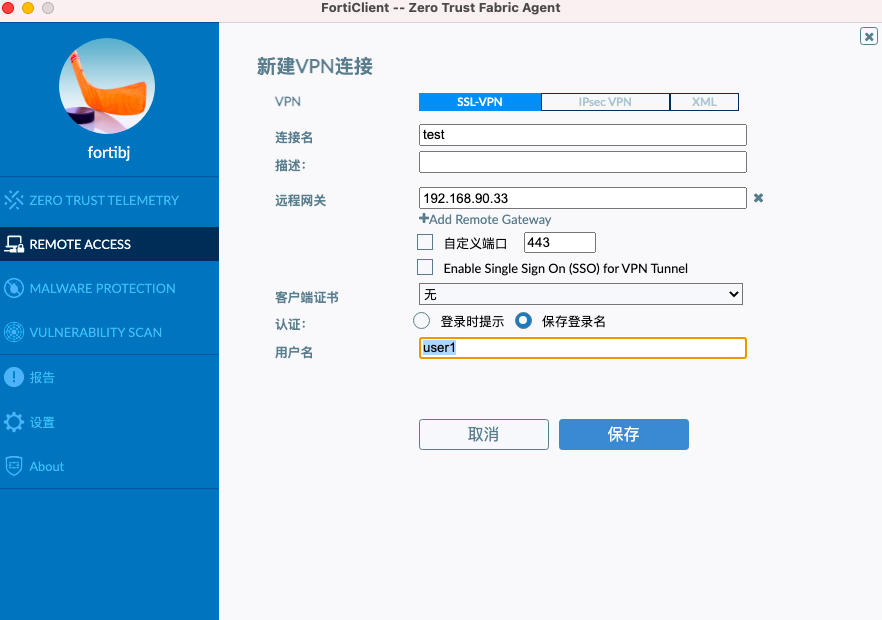 FortiClient -- Zero Trust Fabric Agent
fortibj
ZERO TRUST TELEMETRY
REMOTE ACCESS
MALWARE PROTECTION
VULNERABILITY SCAN
报告
设置
About
新建VPN连接
VPN SSL-VPN IPsec VPN XML
连接名 test
描述:
远程网关 192.168.90.33
+Add Remote Gateway
自定义端口 443
Enable Single Sign On (SSO) for VPN Tunnel
客户端证书 无
认证: 登录时提示 保存登录名
用户名 user1
取消 保存